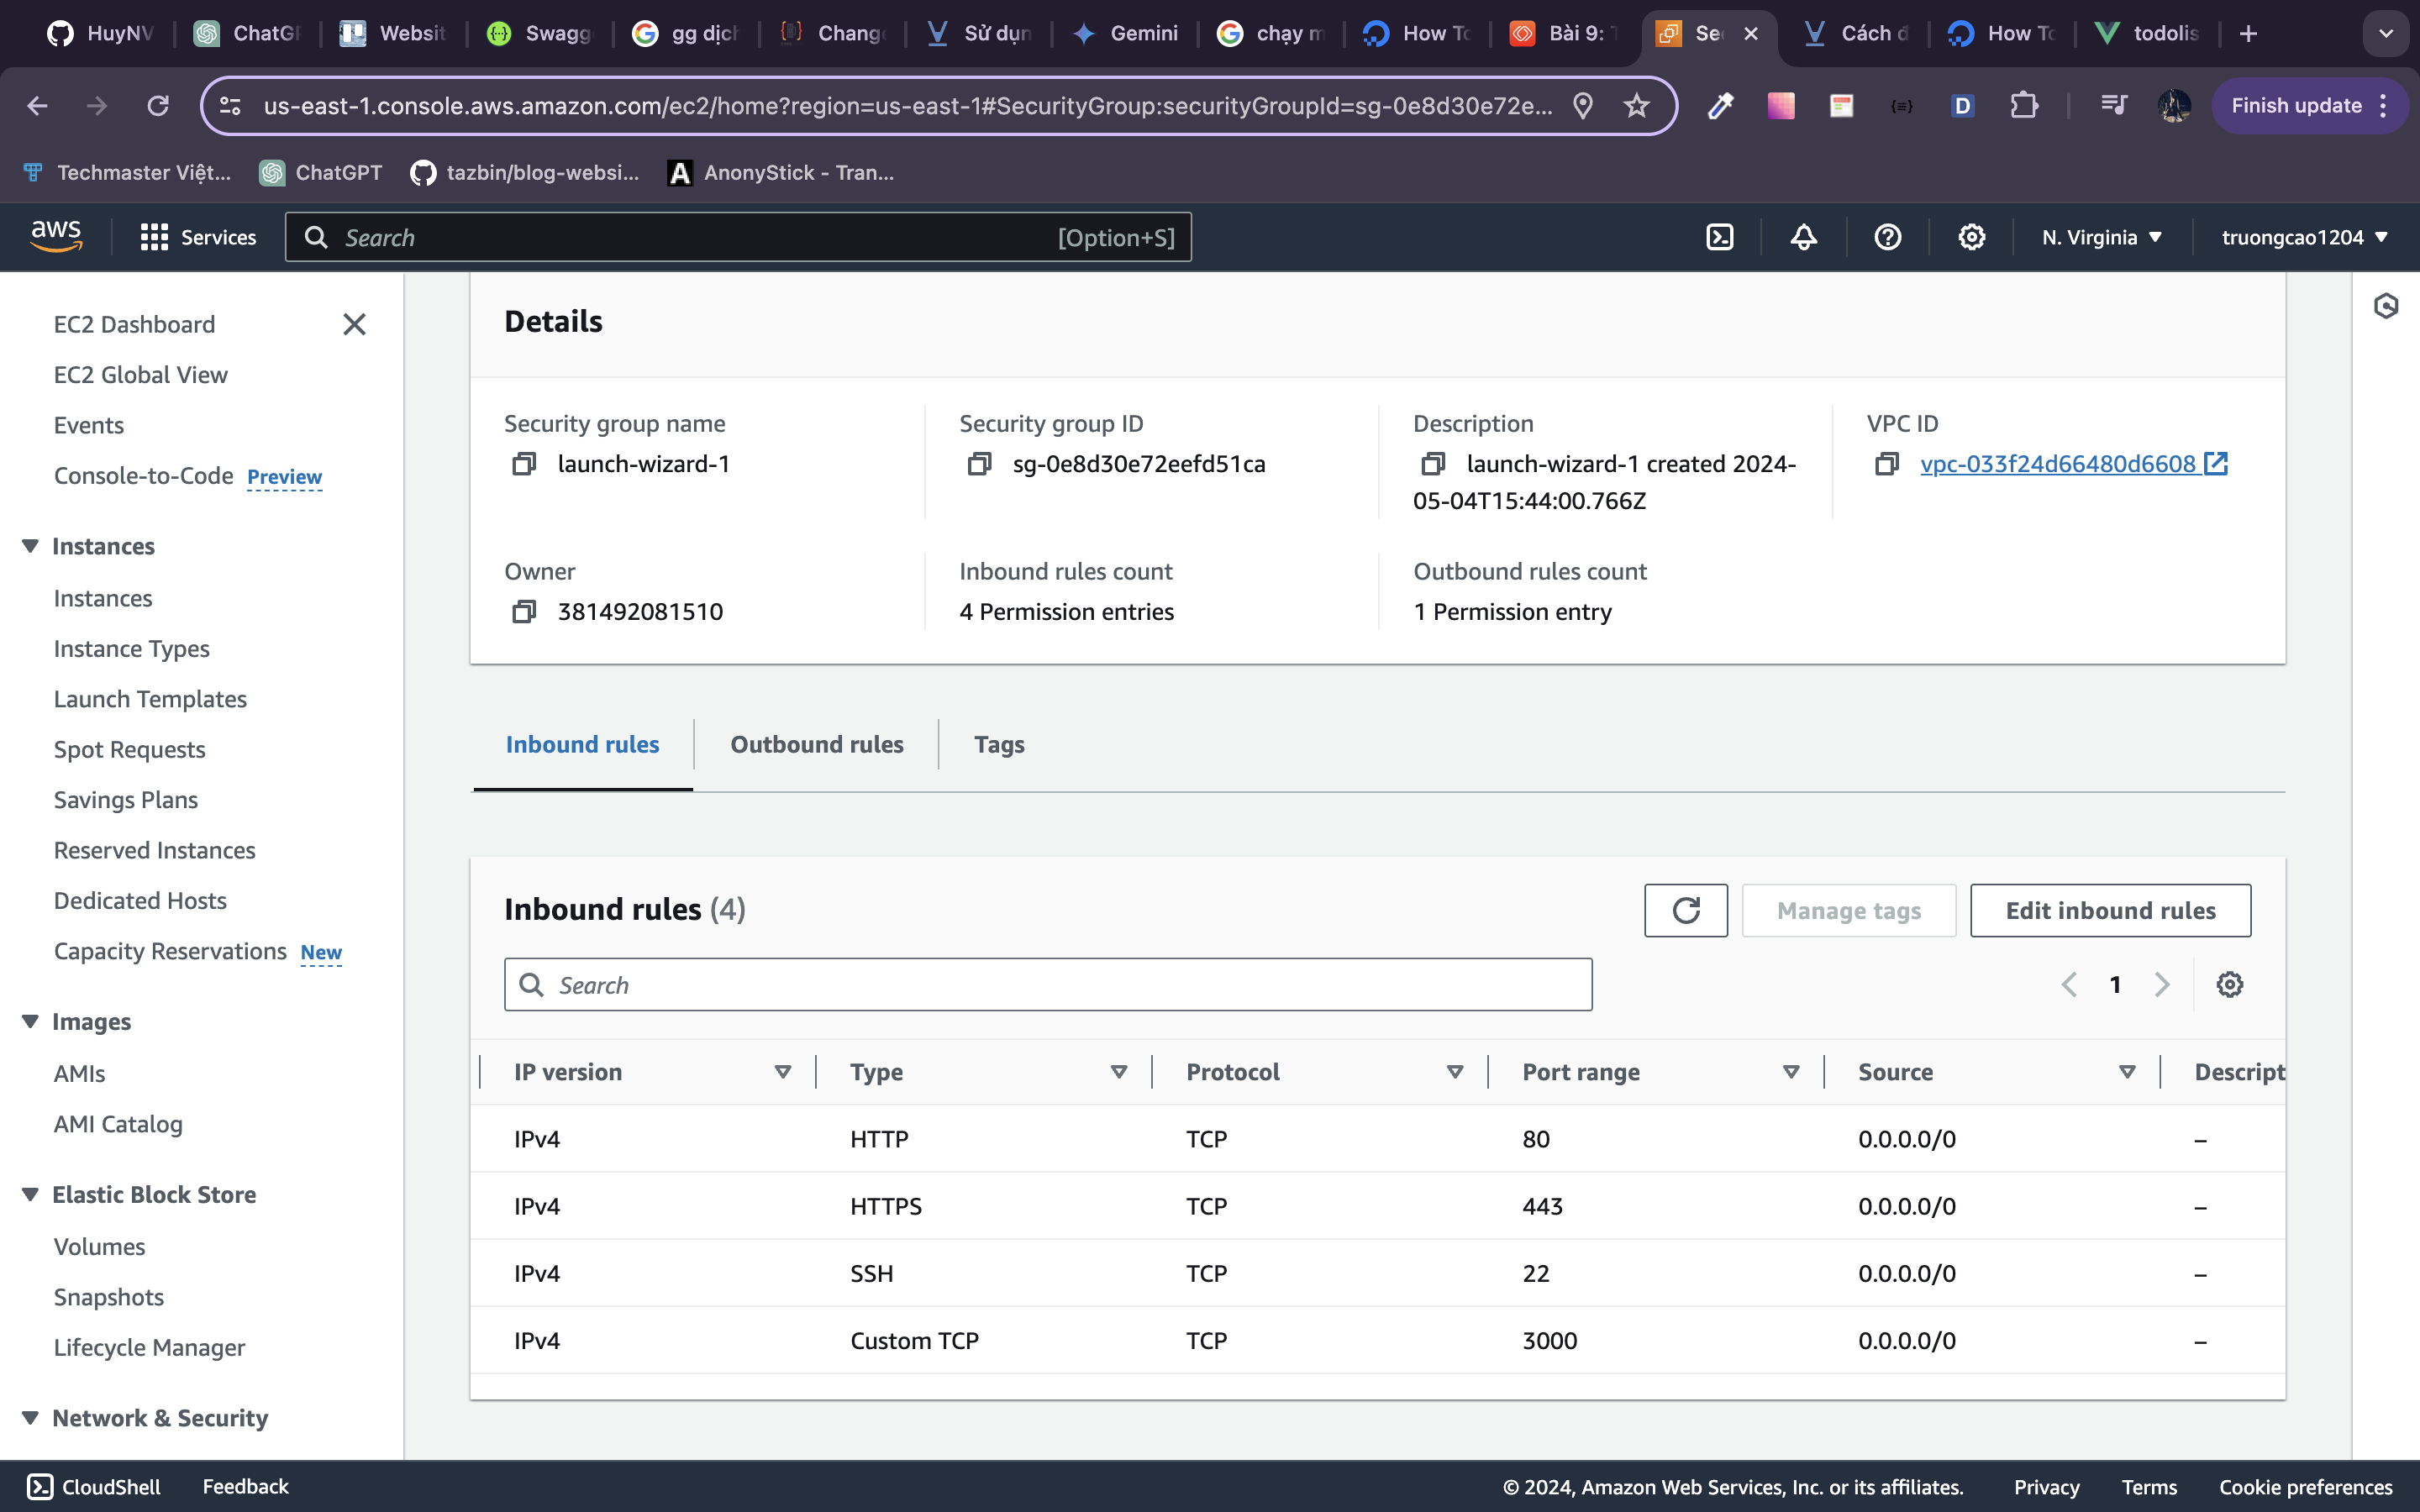 HuyNV
ChatGP
Websit
Swagg
gg dịch
Change
Sử dụn
Gemini
chạy m
How To
Bài 9: T
Sec
Cách đ
How To
todolis
us-east-1.console.aws.amazon.com/ec2/home?region=us-east-1#SecurityGroup:securityGroupId=sg-0e8d30e72e...
D
Finish update
Techmaster Việt...
ChatGPT
tazbin/blog-websi...
A
AnonyStick - Tran...
aws
Services
Search
[Option+S]
N. Virginia
truongcao1204
EC2 Dashboard
EC2 Global View
Events
Console-to-Code Preview
Instances
Instances
Instance Types
Launch Templates
Spot Requests
Savings Plans
Reserved Instances
Dedicated Hosts
Capacity Reservations New
Images
AMIs
AMI Catalog
Elastic Block Store
Volumes
Snapshots
Lifecycle Manager
Network & Security
Details
Security group name
launch-wizard-1
Security group ID
sg-0e8d30e72eefd51ca
Description
launch-wizard-1 created 2024-
05-04T15:44:00.766Z
VPC ID
vpc-033f24d66480d6608
Owner
381492081510
Inbound rules count
4 Permission entries
Outbound rules count
1 Permission entry
Inbound rules
Outbound rules
Tags
Inbound rules (4)
Manage tags
Edit inbound rules
Search
1
IP version Type Protocol Port range Source Descript
IPv4 HTTP TCP 80 0.0.0.0/0 –
IPv4 HTTPS TCP 443 0.0.0.0/0 –
IPv4 SSH TCP 22 0.0.0.0/0 –
IPv4 Custom TCP TCP 3000 0.0.0.0/0 –
CloudShell
Feedback
© 2024, Amazon Web Services, Inc. or its affiliates.
Privacy
Terms
Cookie preferences